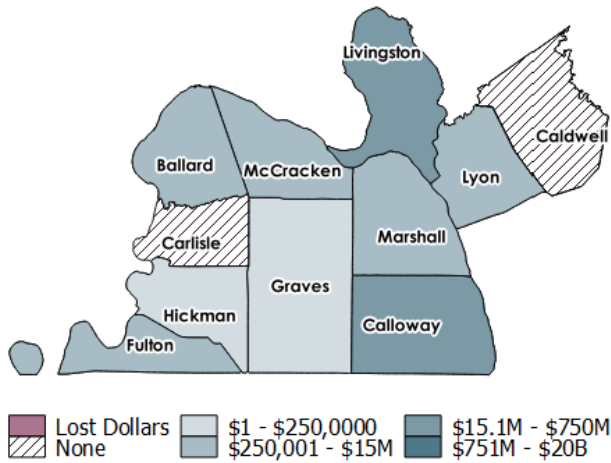 Livingston
Caldwell
Ballard
McCracken
Lyon
Carlisle
Marshall
Graves
Hickman
Calloway
Fulton
Lost Dollars $1 - $250,0000 $15.1M - $750M
None $250,001 - $15M $751M - $20B